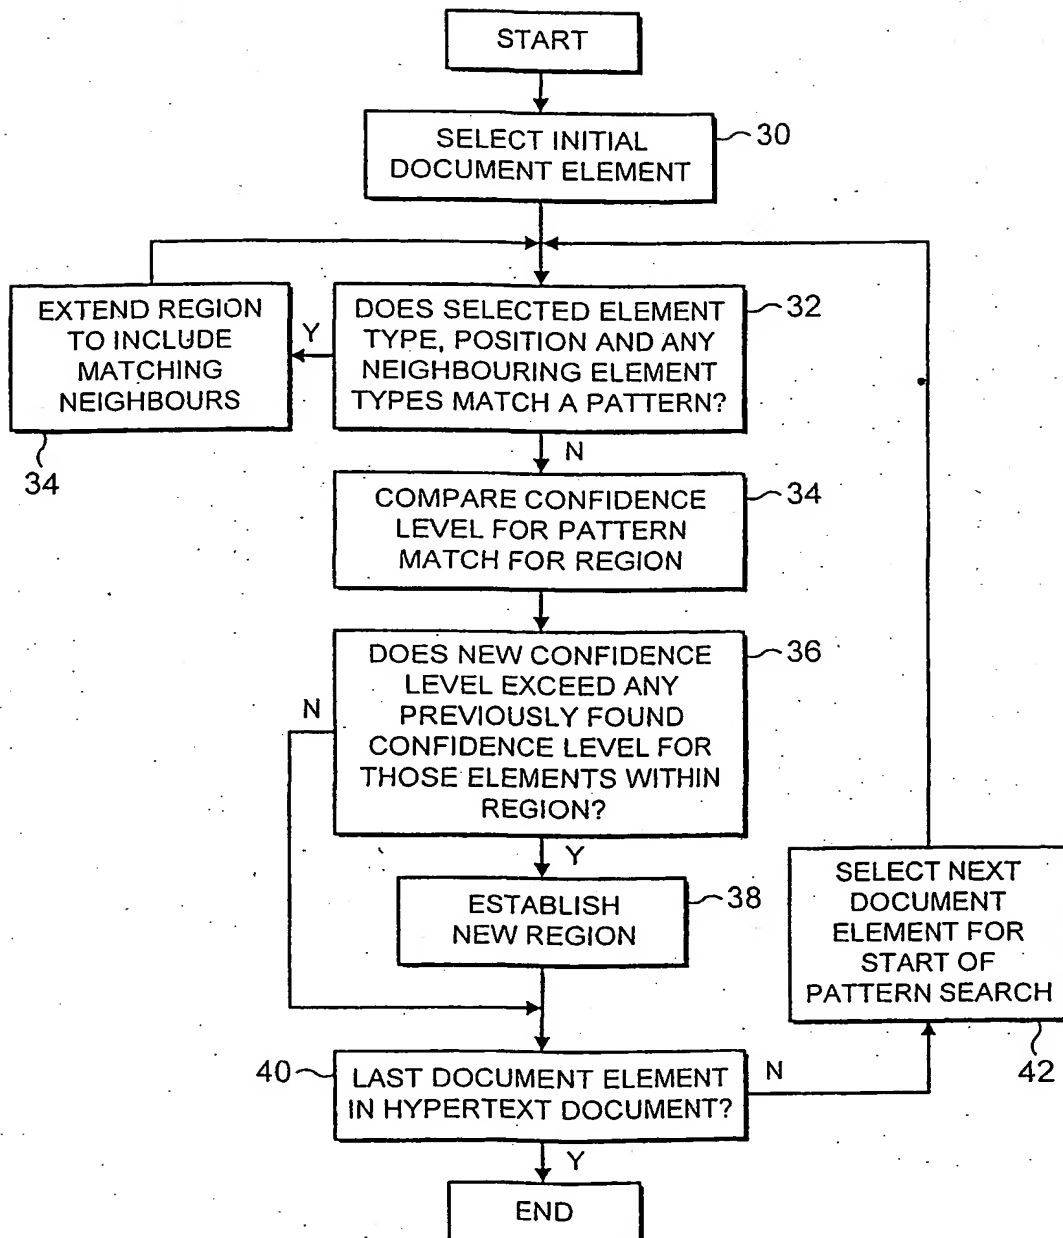 START
SELECT INITIAL
DOCUMENT ELEMENT
30
EXTEND REGION
TO INCLUDE
MATCHING
NEIGHBOURS
34
Y
DOES SELECTED ELEMENT
TYPE, POSITION AND ANY
NEIGHBOURING ELEMENT
TYPES MATCH A PATTERN?
32
N
COMPARE CONFIDENCE
LEVEL FOR PATTERN
MATCH FOR REGION
34
DOES NEW CONFIDENCE
LEVEL EXCEED ANY
PREVIOUSLY FOUND
CONFIDENCE LEVEL FOR
THOSE ELEMENTS WITHIN
REGION?
36
N
Y
ESTABLISH
NEW REGION
38
SELECT NEXT
DOCUMENT
ELEMENT FOR
START OF
PATTERN SEARCH
42
40
LAST DOCUMENT ELEMENT
IN HYPERTEXT DOCUMENT?
N
Y
END